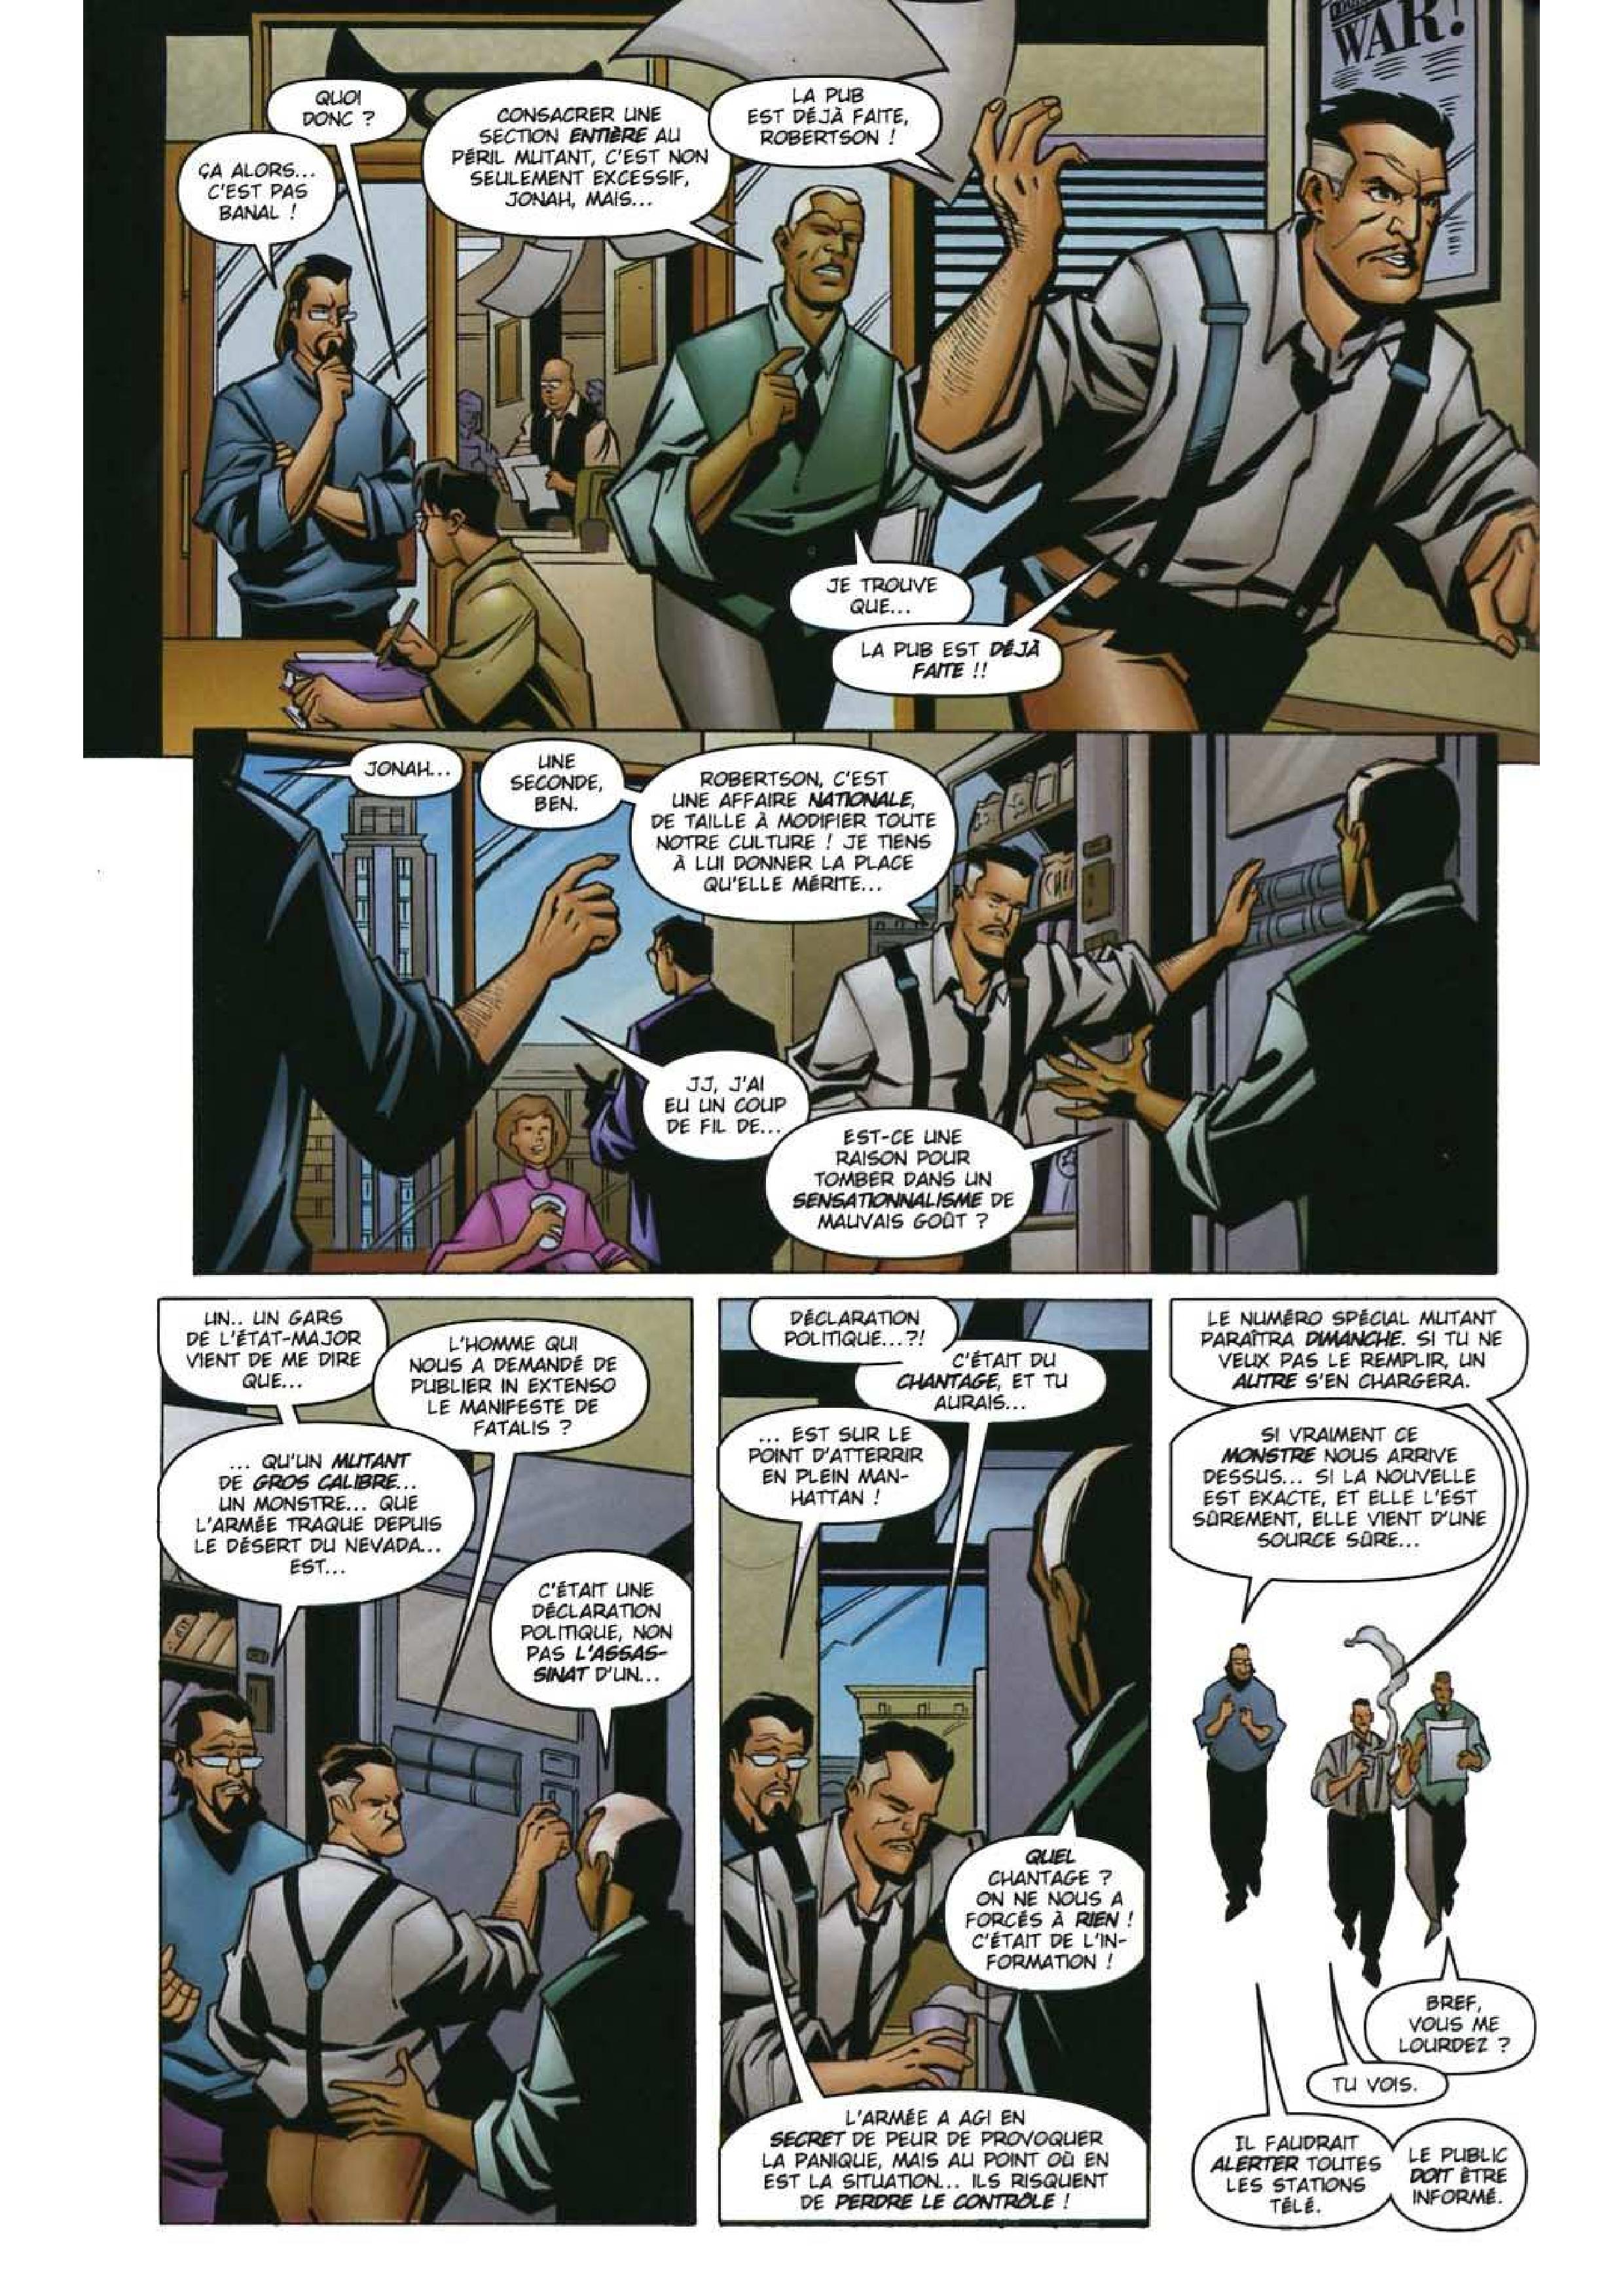 WAR!
QUOI
DONC ?
ÇA ALORS...
C'EST PAS
BANAL !
CONSACRER UNE
SECTION ENTIÈRE AU
PÉRIL MUTANT, C'EST NON
SEULEMENT EXCESSIF,
JONAH, MAIS...
LA PUB
EST DÉJÀ FAITE,
ROBERTSON !
JE TROUVE
QUE...
LA PUB EST DÉJÀ
FAITE !!
JONAH...
UNE
SECONDE,
BEN.
ROBERTSON, C'EST
UNE AFFAIRE NATIONALE,
DE TAILLE À MODIFIER TOUTE
NOTRE CULTURE ! JE TIENS
À LUI DONNER LA PLACE
QU'ELLE MÉRITE...
JJ, J'AI
EU UN COUP
DE FIL DE...
EST-CE UNE
RAISON POUR
TOMBER DANS UN
SENSATIONNALISME DE
MAUVAIS GOÛT ?
UN.. UN GARS
DE L'ÉTAT-MAJOR
VIENT DE ME DIRE
QUE...
L'HOMME QUI
NOUS A DEMANDÉ DE
PUBLIER IN EXTENSO
LE MANIFESTE DE
FATALIS ?
... QU'UN MUTANT
DE GROS CALIBRE...
UN MONSTRE... QUE
L'ARMÉE TRAQUE DEPUIS
LE DÉSERT DU NEVADA...
EST...
C'ÉTAIT UNE
DÉCLARATION
POLITIQUE, NON
PAS L'ASSAS-
SINAT D'UN...
DÉCLARATION
POLITIQUE...?!
C'ÉTAIT DU
CHANTAGE, ET TU
AURAIS...
... EST SUR LE
POINT D'ATTERRIR
EN PLEIN MAN-
HATTAN !
QUEL
CHANTAGE ?
ON NE NOUS A
FORCÉS À RIEN !
C'ÉTAIT DE L'IN-
FORMATION !
L'ARMÉE A AGI EN
SECRET DE PEUR DE PROVOQUER
LA PANIQUE, MAIS AU POINT OÙ EN
EST LA SITUATION... ILS RISQUENT
DE PERDRE LE CONTRÔLE !
LE NUMÉRO SPÉCIAL MUTANT
PARAÎTRA DIMANCHE. SI TU NE
VEUX PAS LE REMPLIR, UN
AUTRE S'EN CHARGERA.
SI VRAIMENT CE
MONSTRE NOUS ARRIVE
DESSUS... SI LA NOUVELLE
EST EXACTE, ET ELLE L'EST
SÛREMENT, ELLE VIENT D'UNE
SOURCE SÛRE...
BREF,
VOUS ME
LOURDEZ ?
TU VOIS.
IL FAUDRAIT
ALERTER TOUTES
LES STATIONS
TÉLÉ.
LE PUBLIC
DOIT ÊTRE
INFORMÉ.